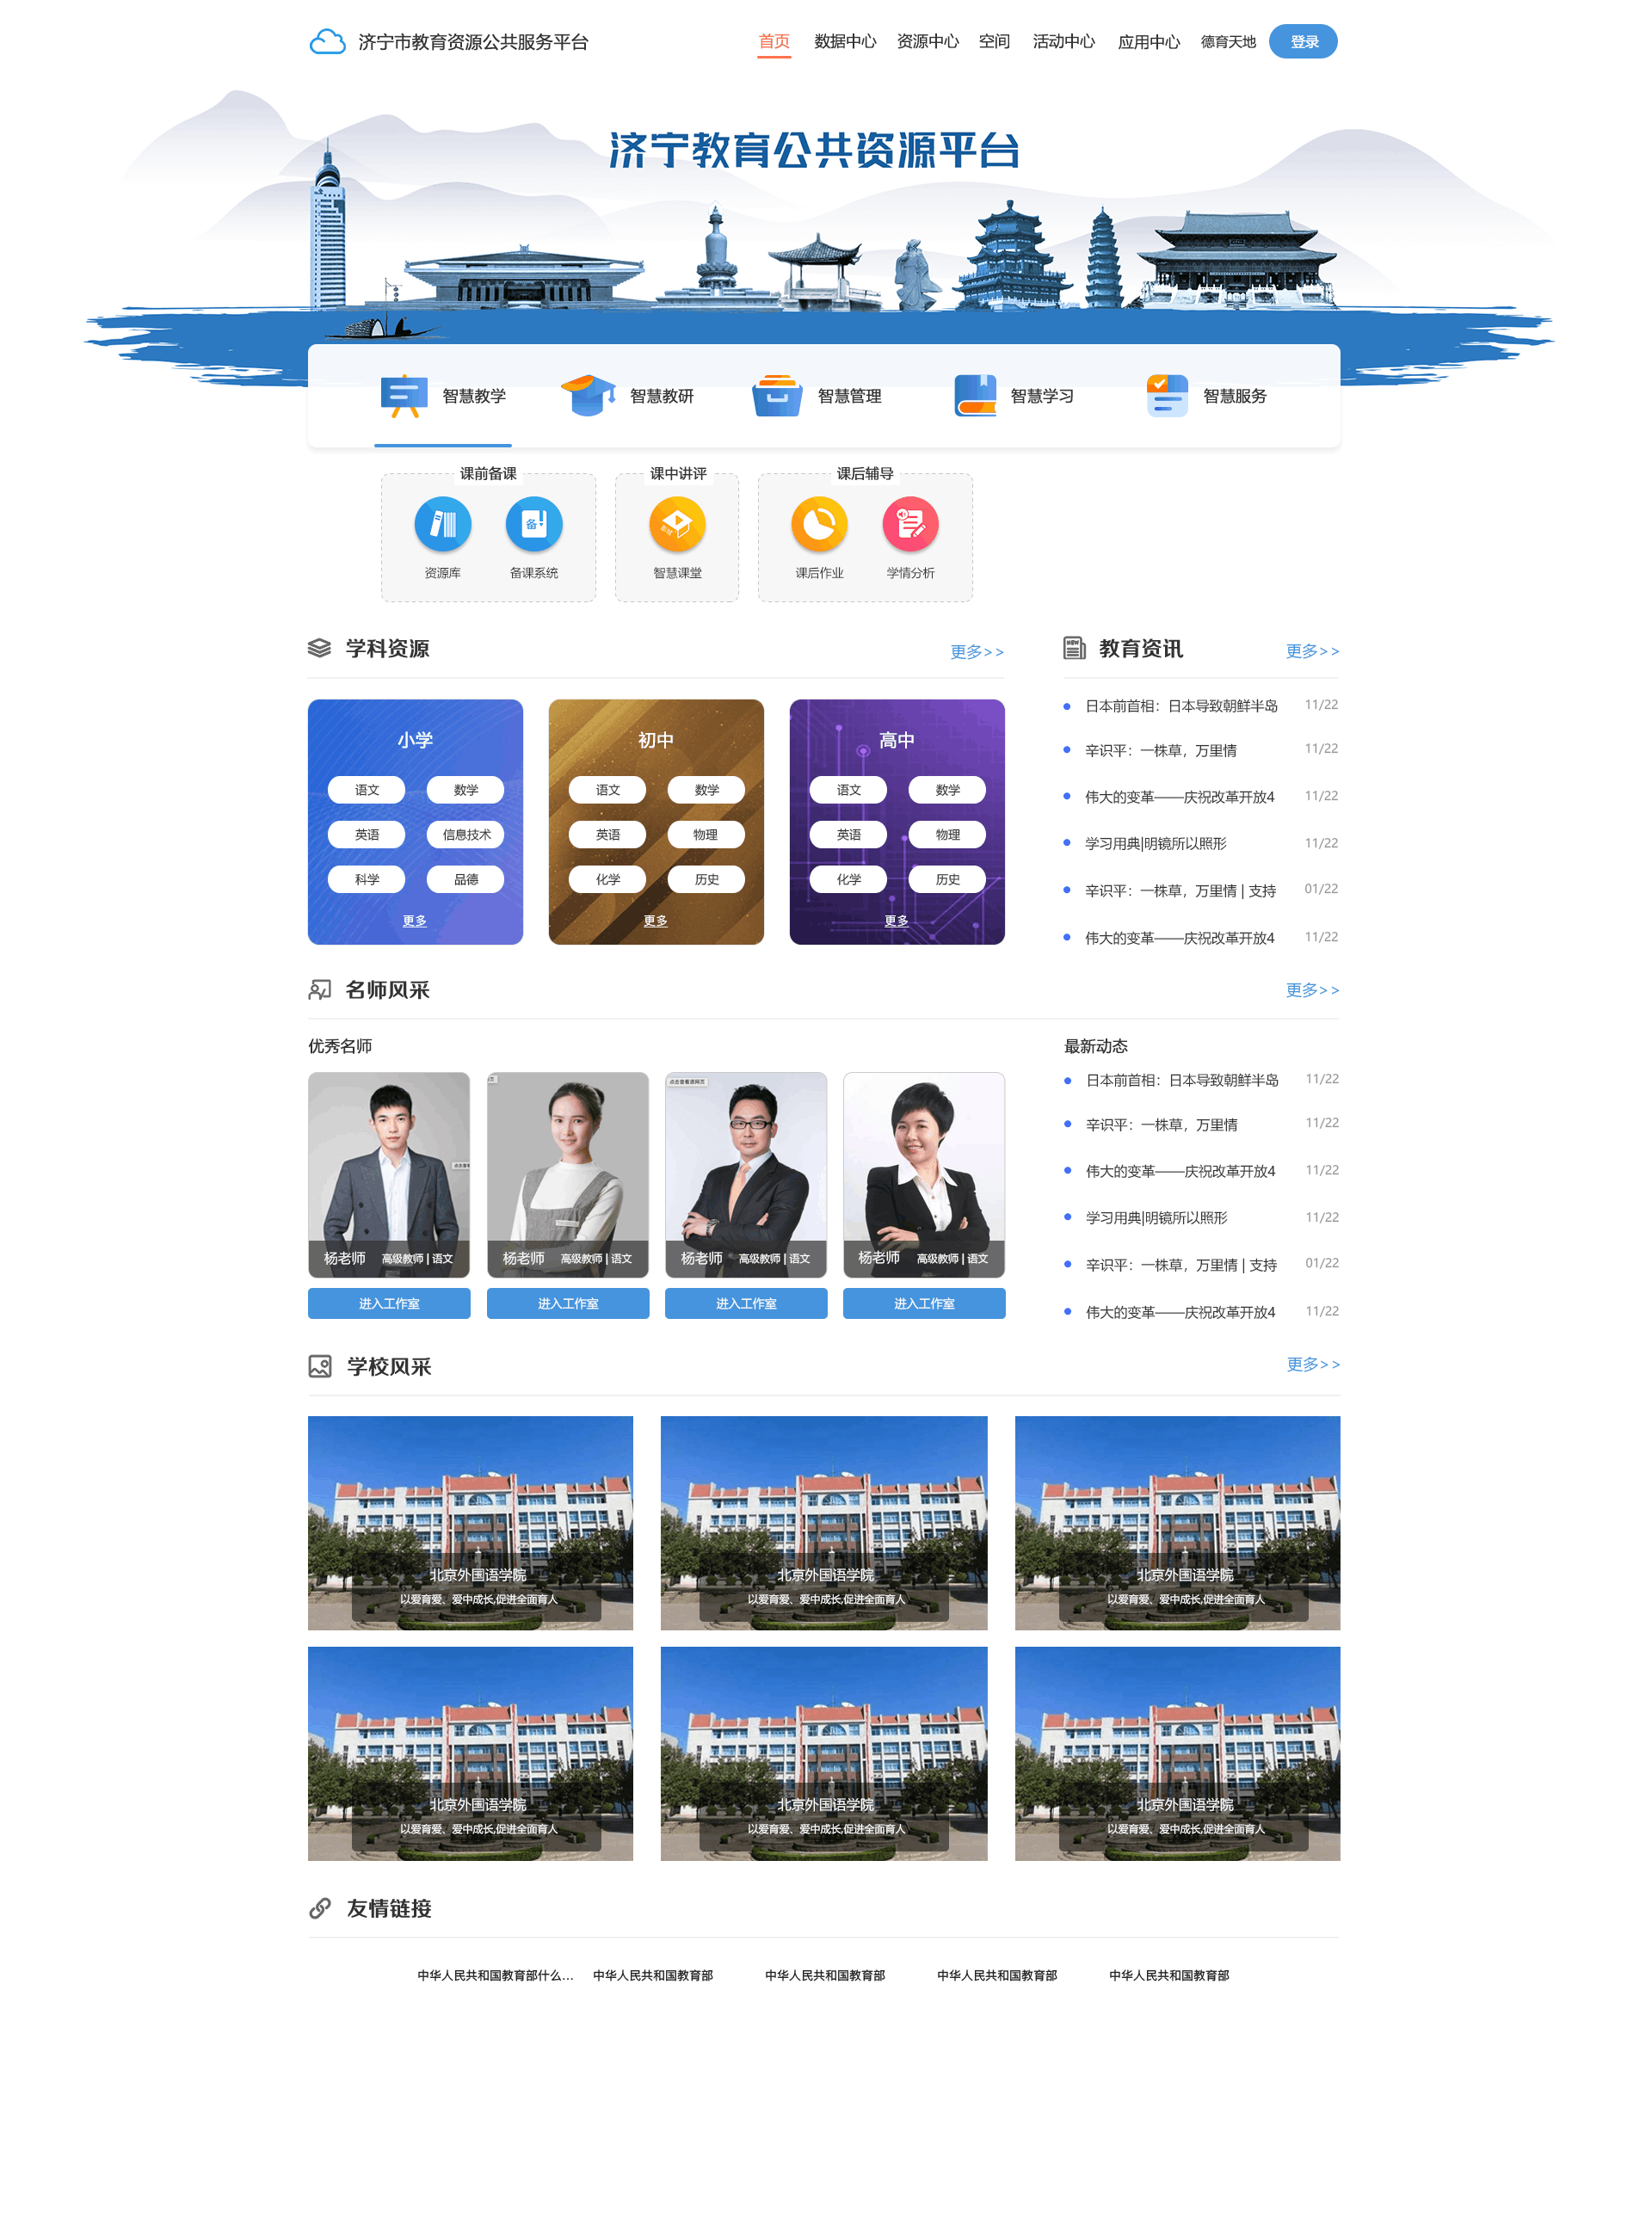 济宁市教育资源公共服务平台
首页 数据中心 资源中心 空间 活动中心 应用中心 德育天地 登录
济宁教育公共资源平台
智慧教学 智慧教研 智慧管理 智慧学习 智慧服务
课前备课 课中讲评 课后辅导
备
资源库 备课系统 智慧课堂 课后作业 学情分析
学科资源 更多>>
小学
语文 数学
英语 信息技术
科学 品德
更多
初中
语文 数学
英语 物理
化学 历史
更多
高中
语文 数学
英语 物理
化学 历史
更多
NEW
教育资讯 更多>>
日本前首相：日本导致朝鲜半岛 11/22
辛识平：一株草，万里情 11/22
伟大的变革——庆祝改革开放4 11/22
学习用典|明镜所以照形 11/22
辛识平：一株草，万里情 | 支持 01/22
伟大的变革——庆祝改革开放4 11/22
名师风采 更多>>
优秀名师
点击查看源网页
杨老师 高级教师 | 语文
进入工作室
杨老师 高级教师 | 语文
进入工作室
杨老师 高级教师 | 语文
进入工作室
杨老师 高级教师 | 语文
进入工作室
最新动态
日本前首相：日本导致朝鲜半岛 11/22
辛识平：一株草，万里情 11/22
伟大的变革——庆祝改革开放4 11/22
学习用典|明镜所以照形 11/22
辛识平：一株草，万里情 | 支持 01/22
伟大的变革——庆祝改革开放4 11/22
学校风采 更多>>
北京外国语学院
以爱育爱、爱中成长,促进全面育人
北京外国语学院
以爱育爱、爱中成长,促进全面育人
北京外国语学院
以爱育爱、爱中成长,促进全面育人
北京外国语学院
以爱育爱、爱中成长,促进全面育人
北京外国语学院
以爱育爱、爱中成长,促进全面育人
北京外国语学院
以爱育爱、爱中成长,促进全面育人
友情链接
中华人民共和国教育部什么... 中华人民共和国教育部 中华人民共和国教育部 中华人民共和国教育部 中华人民共和国教育部